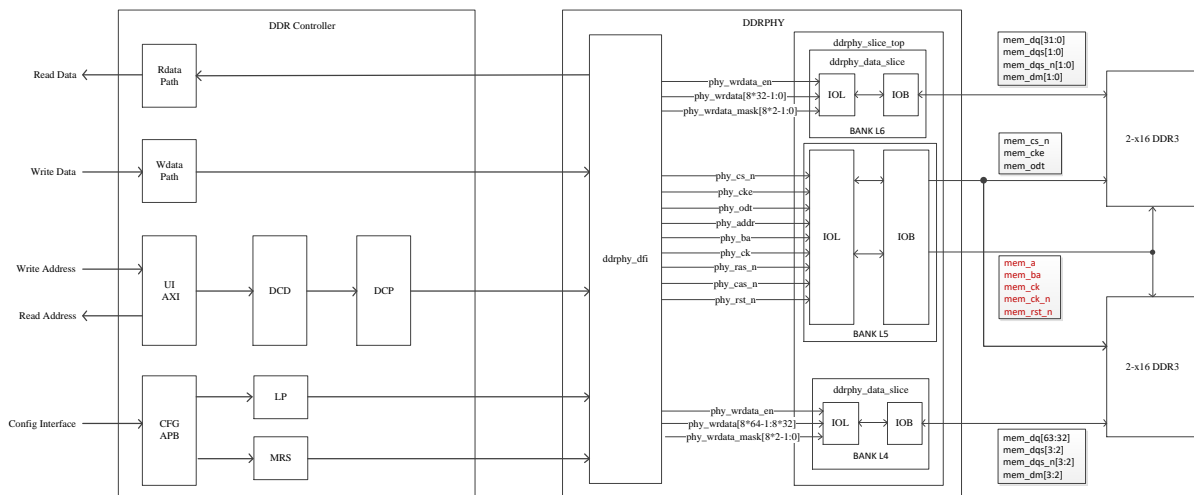 DDR Controller
DDRPHY
ddrphy_slice_top
ddrphy_data_slice
Read Data
Rdata
Path
phy_wrdata_en
phy_wrdata[8*32-1:0]
phy_wrdata_mask[8*2-1:0]
IOL
IOB
BANK L6
mem_dq[31:0]
mem_dqs[1:0]
mem_dqs_n[1:0]
mem_dm[1:0]
2-x16 DDR3
Write Data
Wdata
Path
mem_cs_n
mem_cke
mem_odt
phy_cs_n
phy_cke
phy_odt
phy_addr
phy_ba
phy_ck
phy_ras_n
phy_cas_n
phy_rst_n
IOL
IOB
BANK L5
ddrphy_dfi
Write Address
Read Address
UI
AXI
DCD
DCP
mem_a
mem_ba
mem_ck
mem_ck_n
mem_rst_n
2-x16 DDR3
Config Interface
CFG
APB
LP
MRS
ddrphy_data_slice
phy_wrdata_en
phy_wrdata[8*64-1:8*32]
phy_wrdata_mask[8*2-1:0]
IOL
IOB
BANK L4
mem_dq[63:32]
mem_dqs[3:2]
mem_dqs_n[3:2]
mem_dm[3:2]